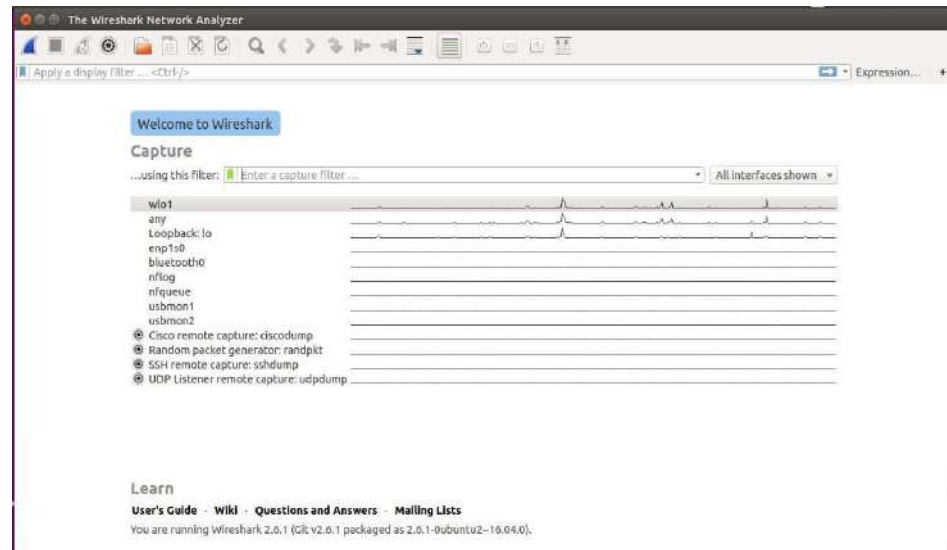 The Wireshark Network Analyzer
Apply a display filter ... <Ctrl-/>
Expression... +
Welcome to Wireshark
Capture
...using this filter: Enter a capture filter ...
All interfaces shown
wlo1
any
Loopback: lo
enp1s0
bluetooth0
nflog
nfqueue
usbmon1
usbmon2
Cisco remote capture: ciscodump
Random packet generator: randpkt
SSH remote capture: sshdump
UDP Listener remote capture: udpdump
Learn
User's Guide · Wiki · Questions and Answers · Mailing Lists
You are running Wireshark 2.6.1 (Git v2.6.1 packaged as 2.6.1-0ubuntu2~16.04.0).